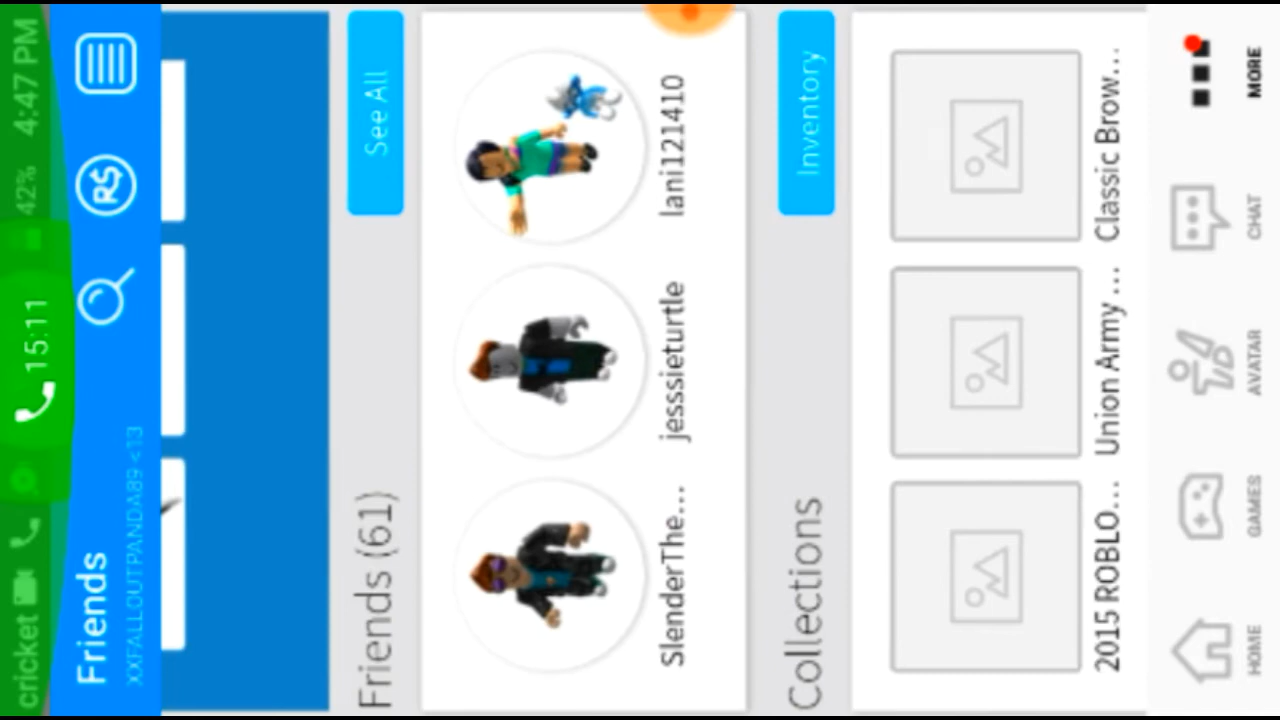 cricket 15:11 42% 4:47 PM
Friends
XXFALLOUTPANDA89 <13
R$
Friends (61) See All
SlenderThe... jesssieturtle lani121410
Collections Inventory
2015 ROBLO... Union Army ... Classic Brow...
HOME GAMES AVATAR CHAT MORE